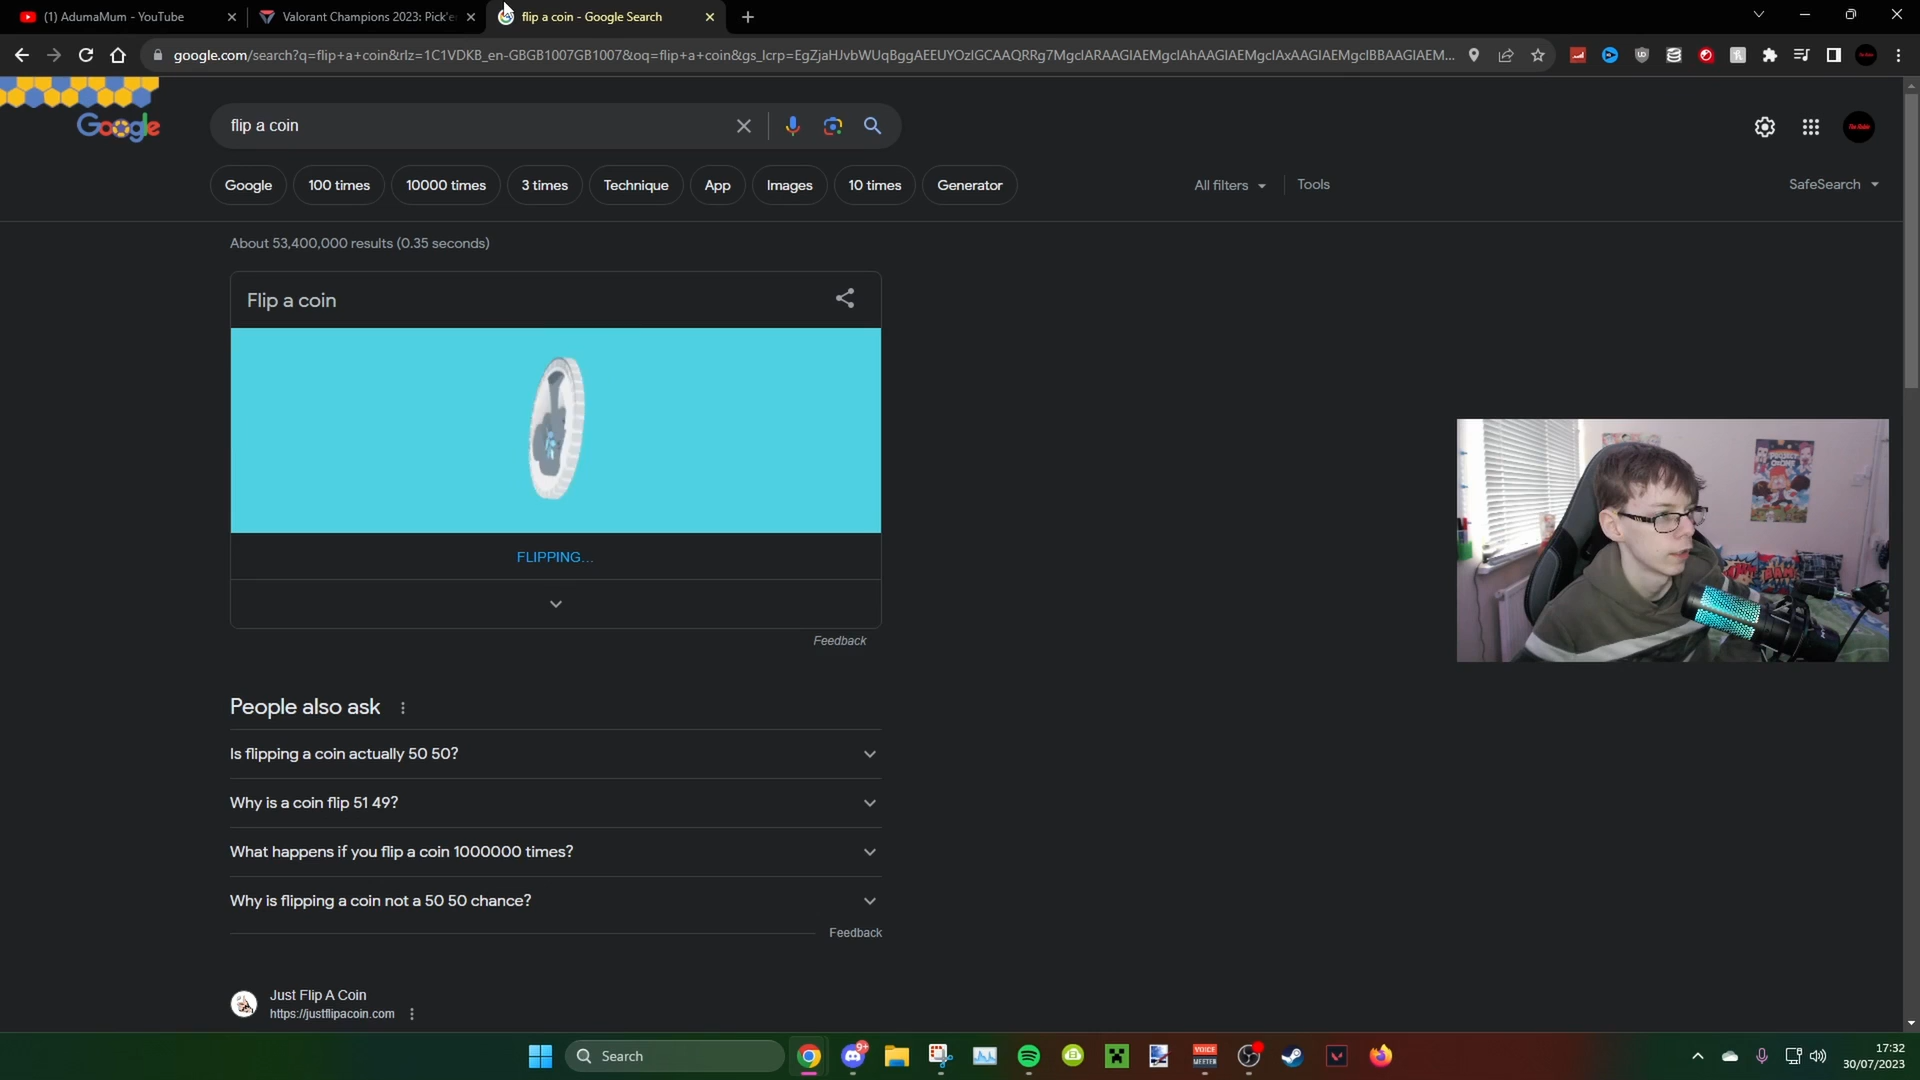 (1) AdumaMum - YouTube
Valorant Champions 2023: Pick'e
flip a coin - Google Search
google.com/search?q=flip+a+coin&rlz=1C1VDKB_en-GBGB1007GB1007&oq=flip+a+coin&gs_lcrp=EgZjaHJvbWUqBggAEEUYOzIGCAAQRRg7MgcIARAAGIAEMgcIAhAAGIAEMgcIAxAAGIAEMgcIBBAAGIAEM...
Google
flip a coin
Google
100 times
10000 times
3 times
Technique
App
Images
10 times
Generator
All filters
Tools
SafeSearch
About 53,400,000 results (0.35 seconds)
Flip a coin
FLIPPING...
Feedback
People also ask
Is flipping a coin actually 50 50?
Why is a coin flip 51 49?
What happens if you flip a coin 1000000 times?
Why is flipping a coin not a 50 50 chance?
Feedback
Just Flip A Coin
https://justflipacoin.com
Search
9+
VOICE
MEETER
17:32
30/07/2023